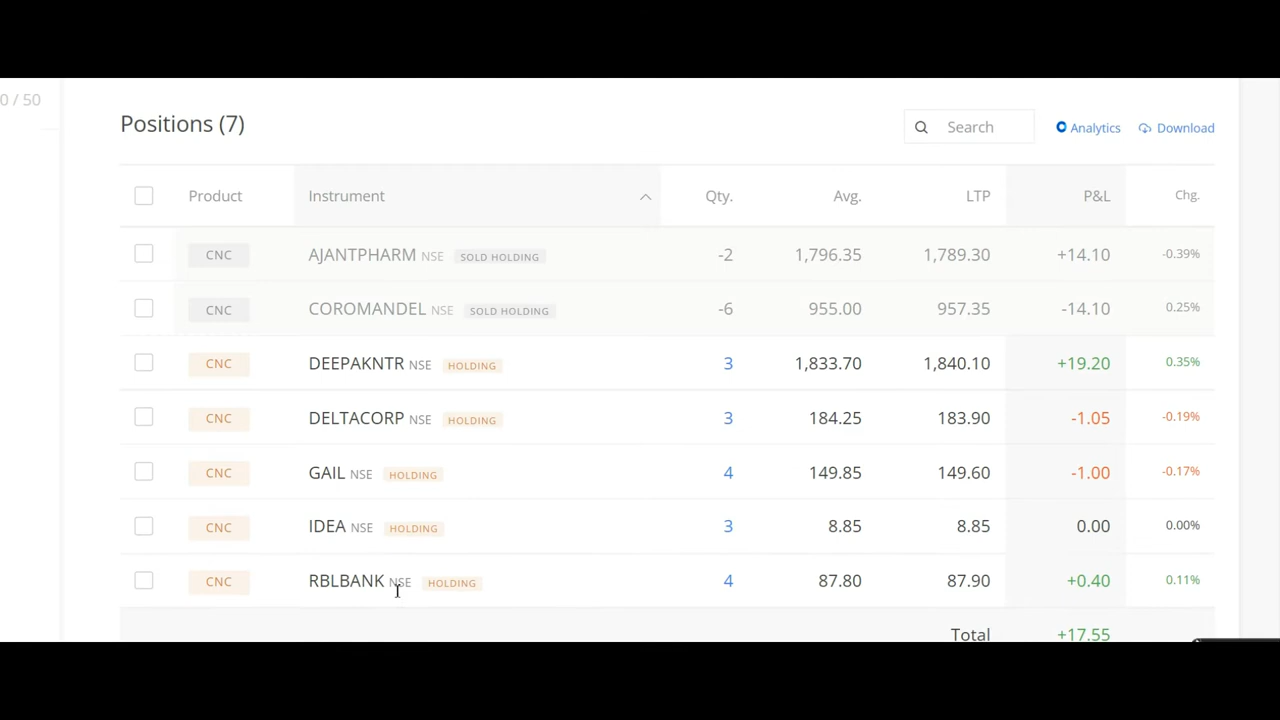 0 / 50
Positions (7)
Search
Analytics
Download
Product Instrument Qty. Avg. LTP P&L Chg.
CNC AJANTPHARM NSE SOLD HOLDING -2 1,796.35 1,789.30 +14.10 -0.39%
CNC COROMANDEL NSE SOLD HOLDING -6 955.00 957.35 -14.10 0.25%
CNC DEEPAKNTR NSE HOLDING 3 1,833.70 1,840.10 +19.20 0.35%
CNC DELTACORP NSE HOLDING 3 184.25 183.90 -1.05 -0.19%
CNC GAIL NSE HOLDING 4 149.85 149.60 -1.00 -0.17%
CNC IDEA NSE HOLDING 3 8.85 8.85 0.00 0.00%
CNC RBLBANK NSE HOLDING 4 87.80 87.90 +0.40 0.11%
Total +17.55